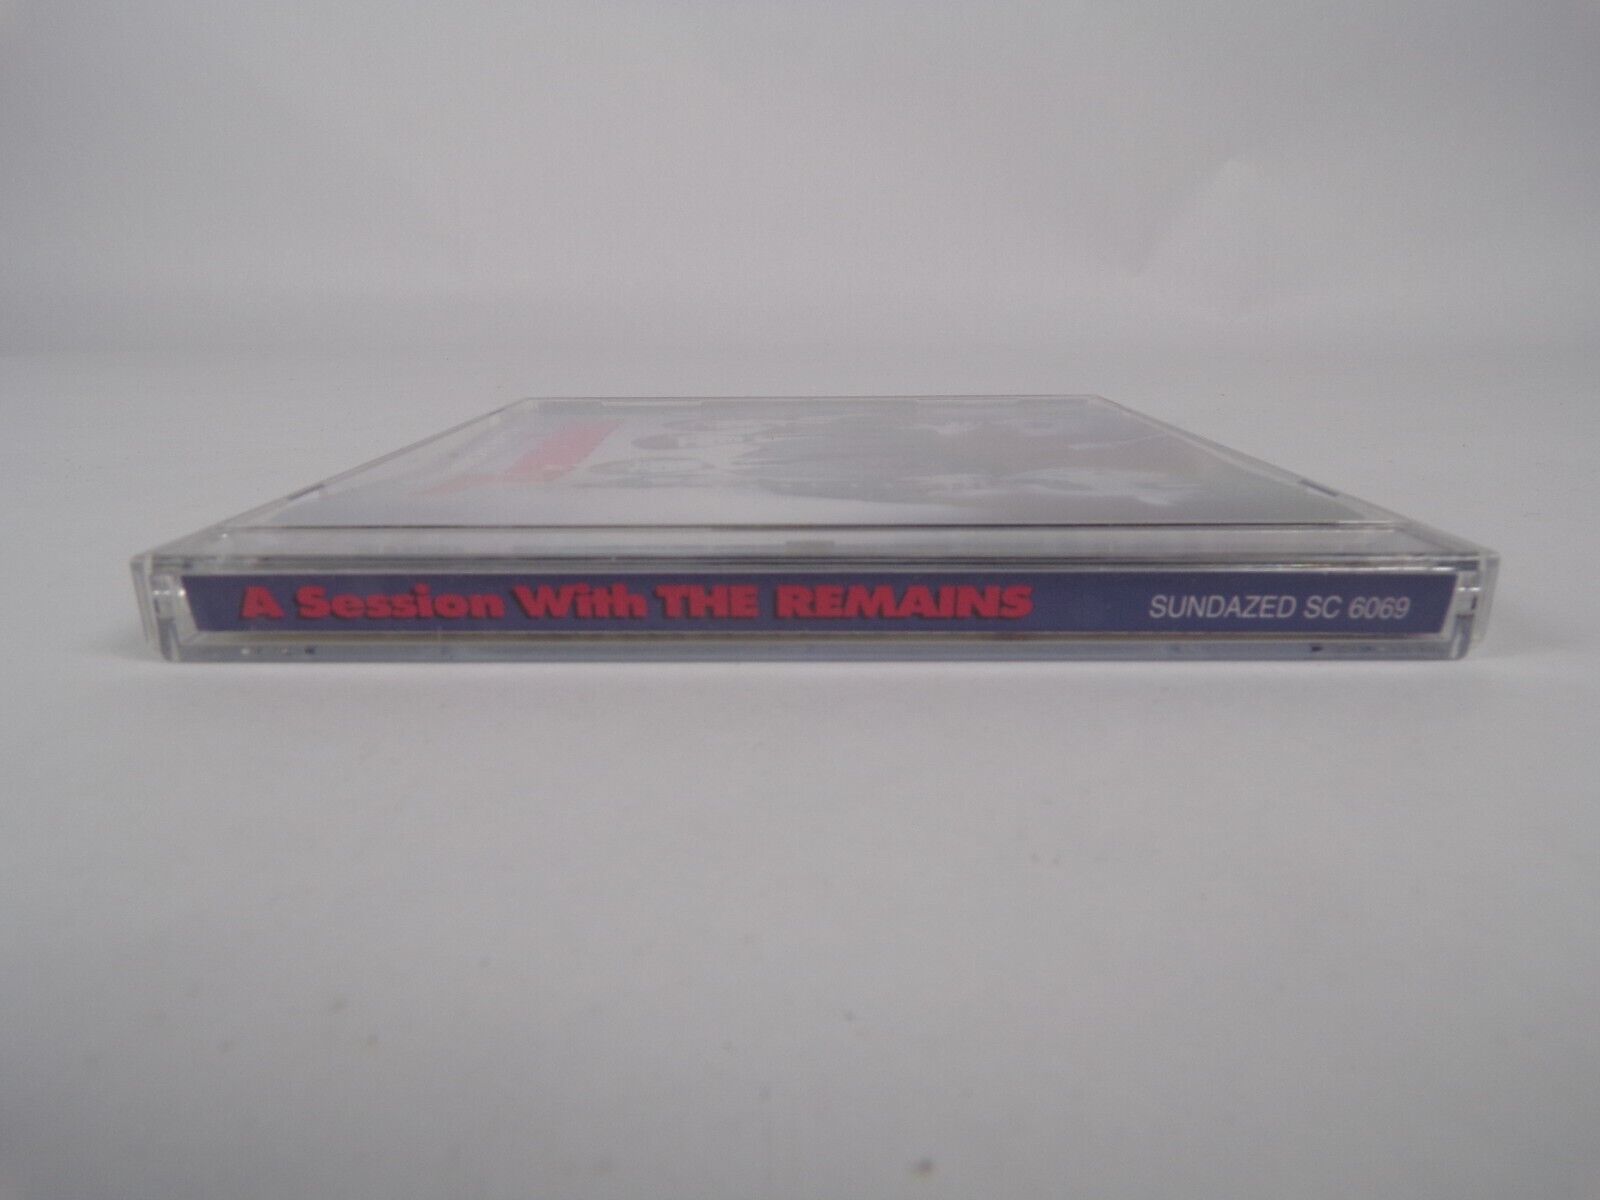 A Session With THE REMAINS SUNDAZED SC 6069